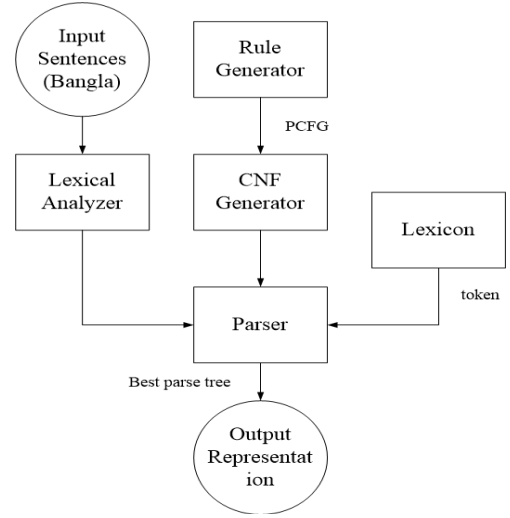 Input
Sentences
(Bangla)
Rule
Generator
PCFG
Lexical
Analyzer
CNF
Generator
Lexicon
token
Parser
Best parse tree
Output
Representat
ion